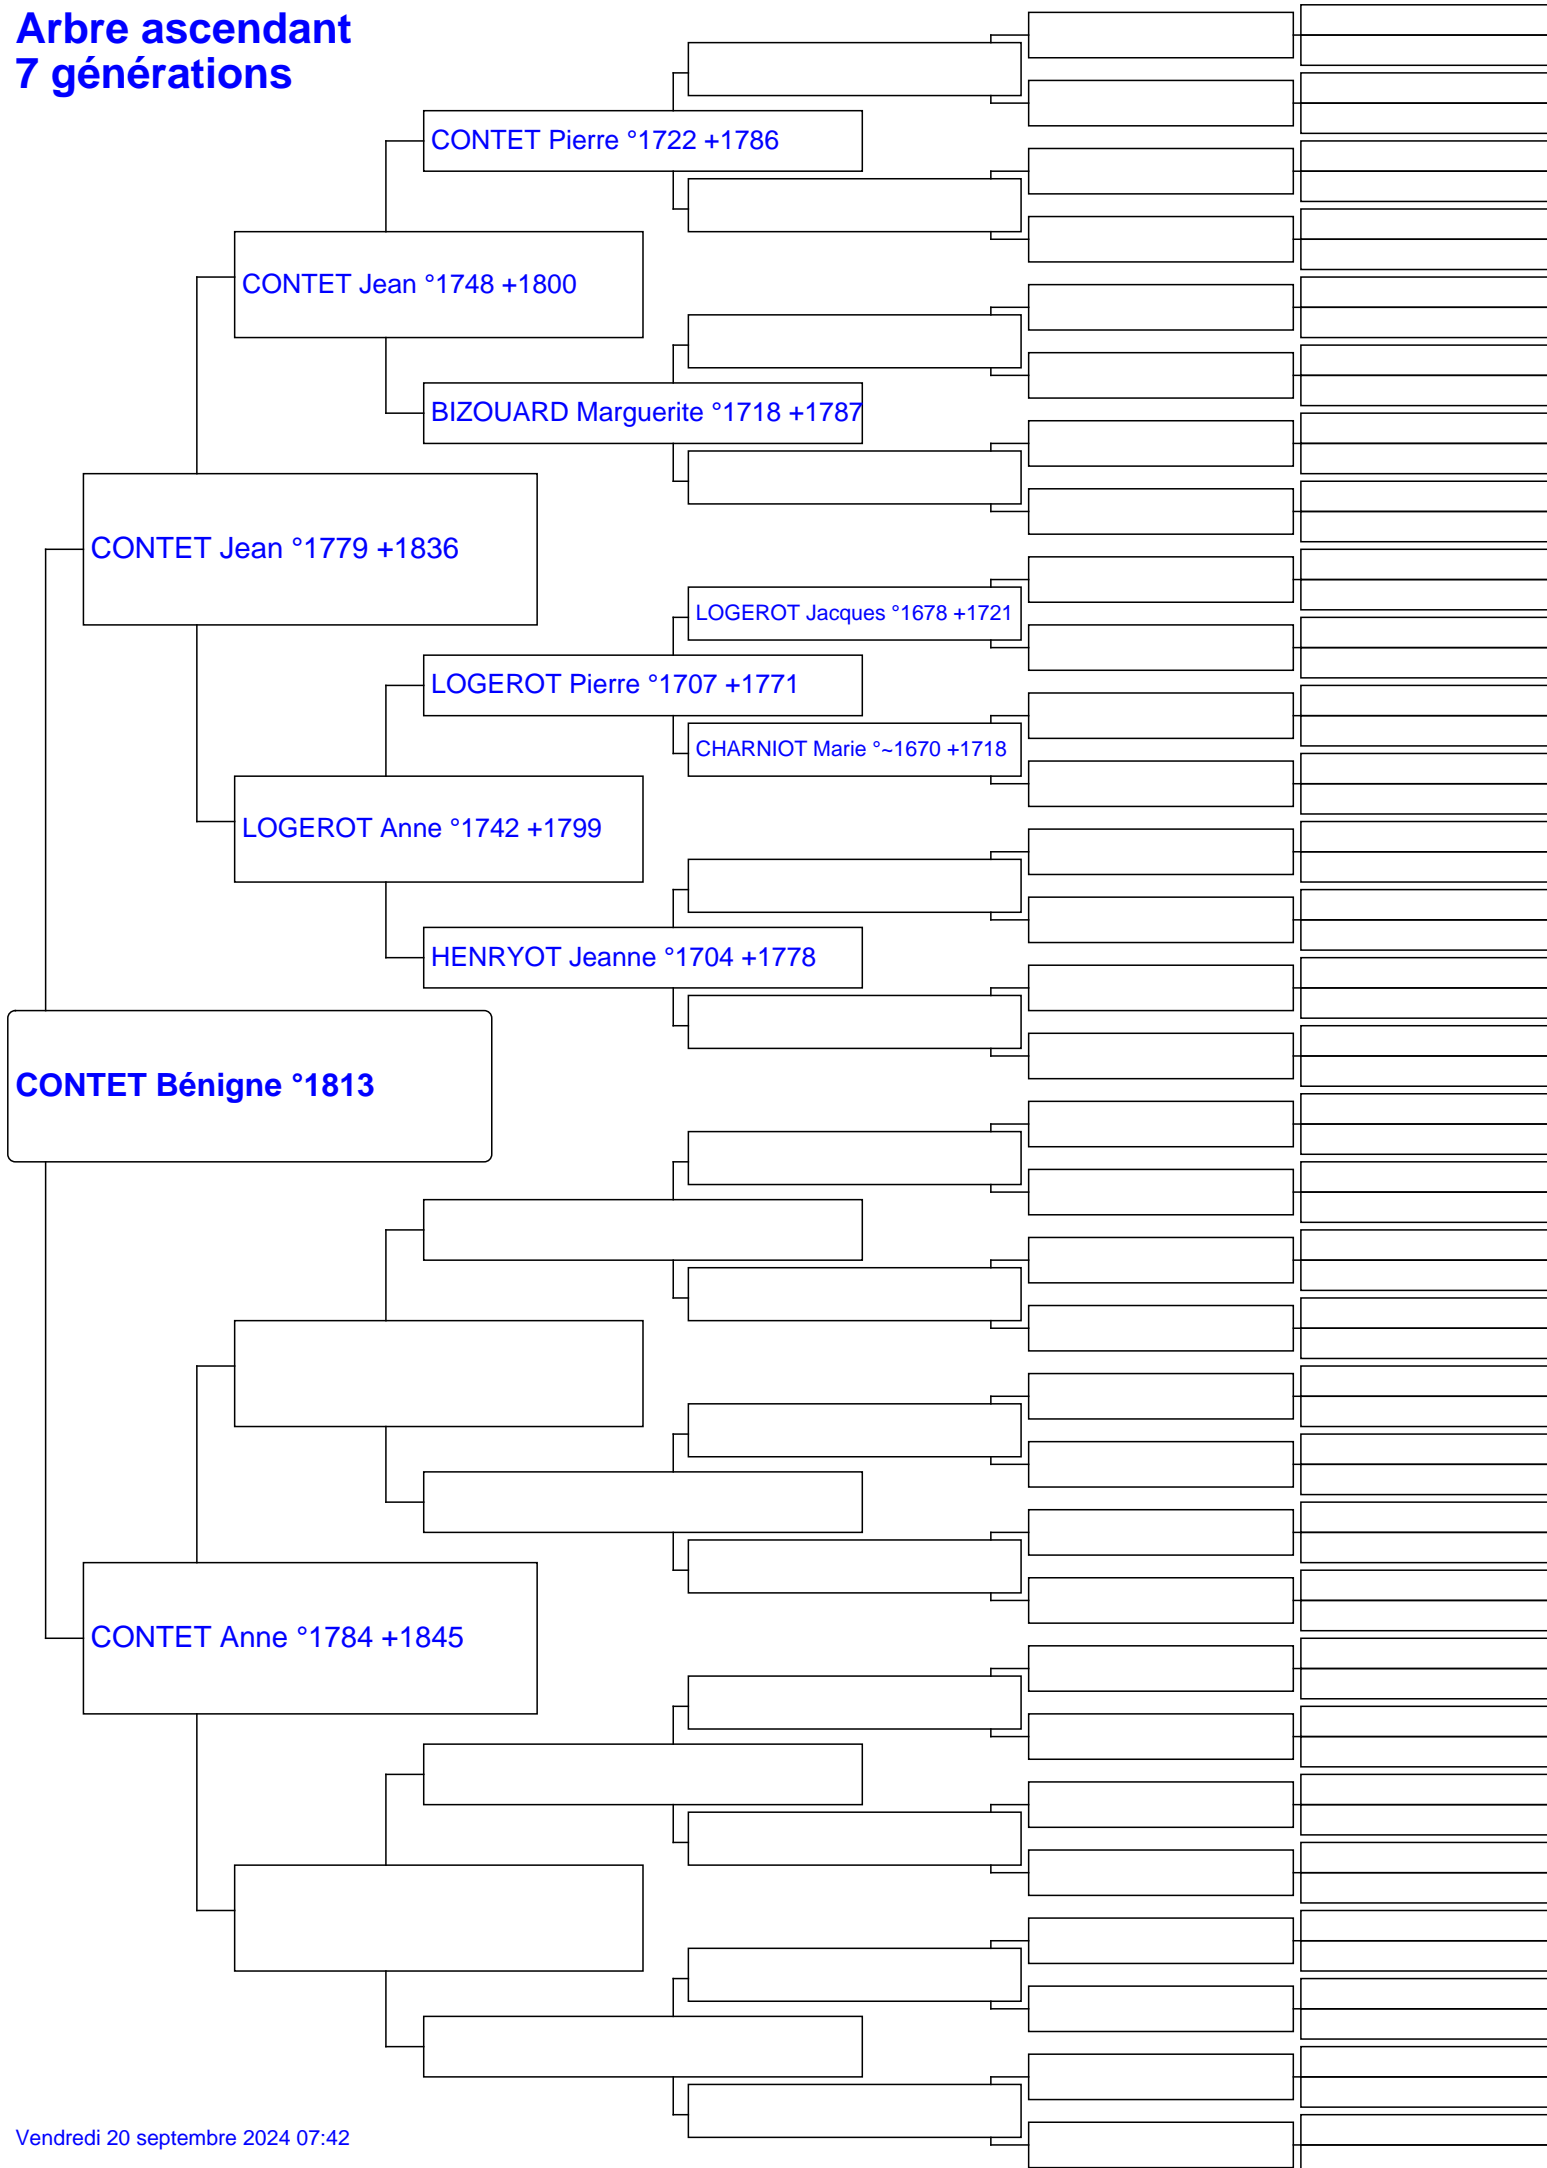 Arbre ascendant
7 générations
CONTET Pierre °1722 +1786
CONTET Jean °1748 +1800
BIZOUARD Marguerite °1718 +1787
CONTET Jean °1779 +1836
LOGEROT Jacques °1678 +1721
LOGEROT Pierre °1707 +1771
CHARNIOT Marie °~1670 +1718
LOGEROT Anne °1742 +1799
HENRYOT Jeanne °1704 +1778
CONTET Bénigne °1813
CONTET Anne °1784 +1845
Vendredi 20 septembre 2024 07:42